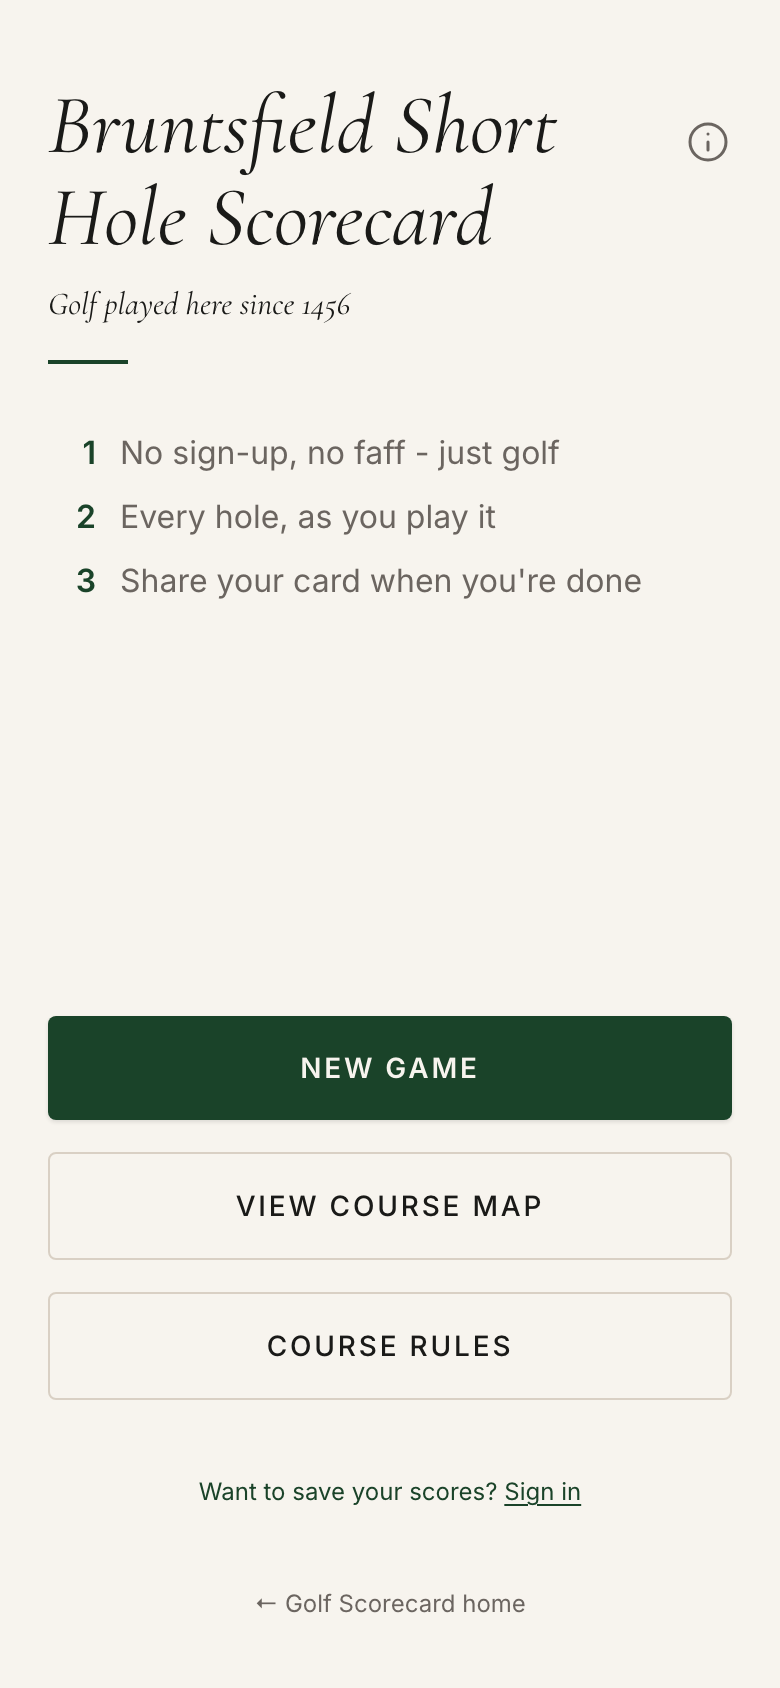 Bruntsfield Short
Hole Scorecard
Golf played here since 1456
1 No sign-up, no faff - just golf
2 Every hole, as you play it
3 Share your card when you're done
NEW GAME
VIEW COURSE MAP
COURSE RULES
Want to save your scores? Sign in
← Golf Scorecard home